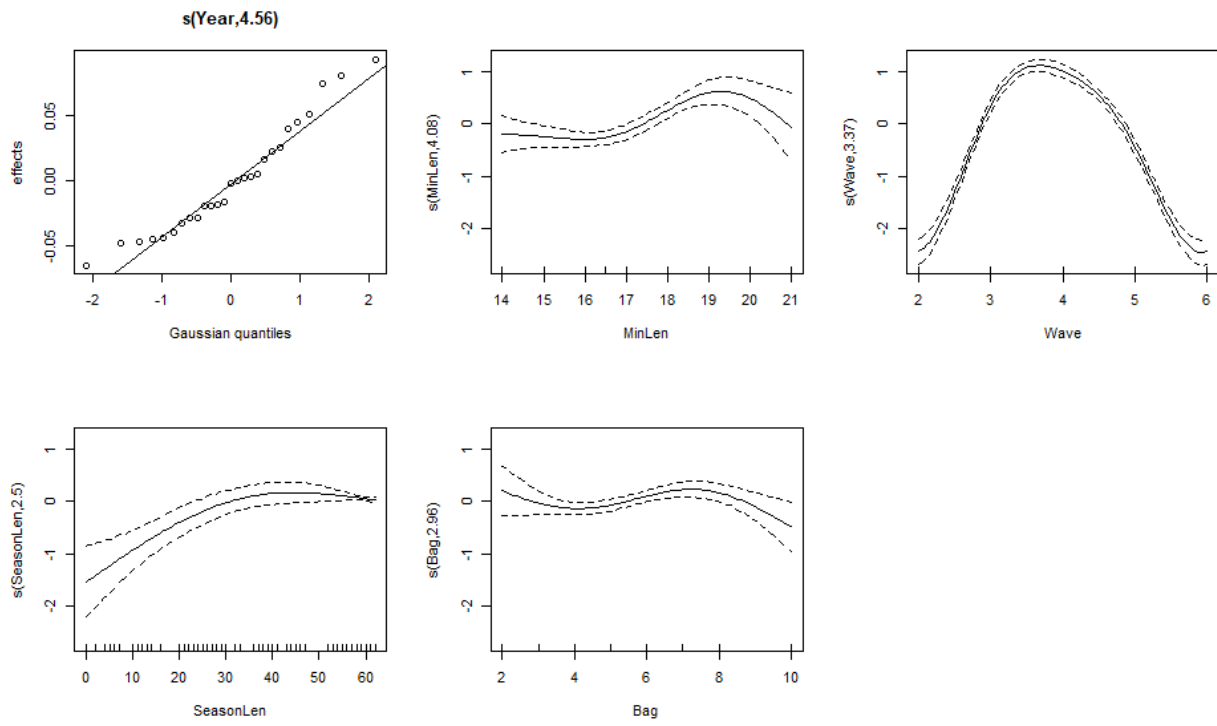 s(Year,4.56)
effects
-0.05 0.00 0.05
-2 -1 0 1 2
Gaussian quantiles
s(MinLen,4.08)
-2 -1 0 1
14 15 16 17 18 19 20 21
MinLen
s(Wave,3.37)
-2 -1 0 1
2 3 4 5 6
Wave
s(SeasonLen,2.5)
-2 -1 0 1
0 10 20 30 40 50 60
SeasonLen
s(Bag,2.96)
-2 -1 0 1
2 4 6 8 10
Bag